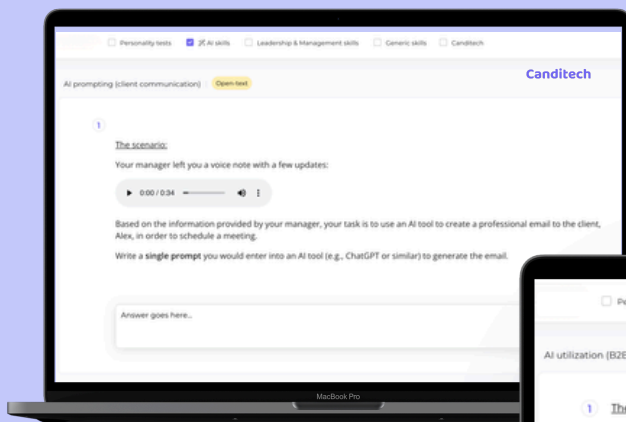 Personality tests AI skills Leadership & Management skills Generic skills Canditech
Canditech
AI prompting (client communication) Open-text
1
The scenario:
Your manager left you a voice note with a few updates:
0:00 / 0:34
Based on the information provided by your manager, your task is to use an AI tool to create a professional email to the client,
Alex, in order to schedule a meeting.
Write a single prompt you would enter into an AI tool (e.g., ChatGPT or similar) to generate the email.
Answer goes here...
MacBook Pro
Pe
AI utilization (B2B
1 The